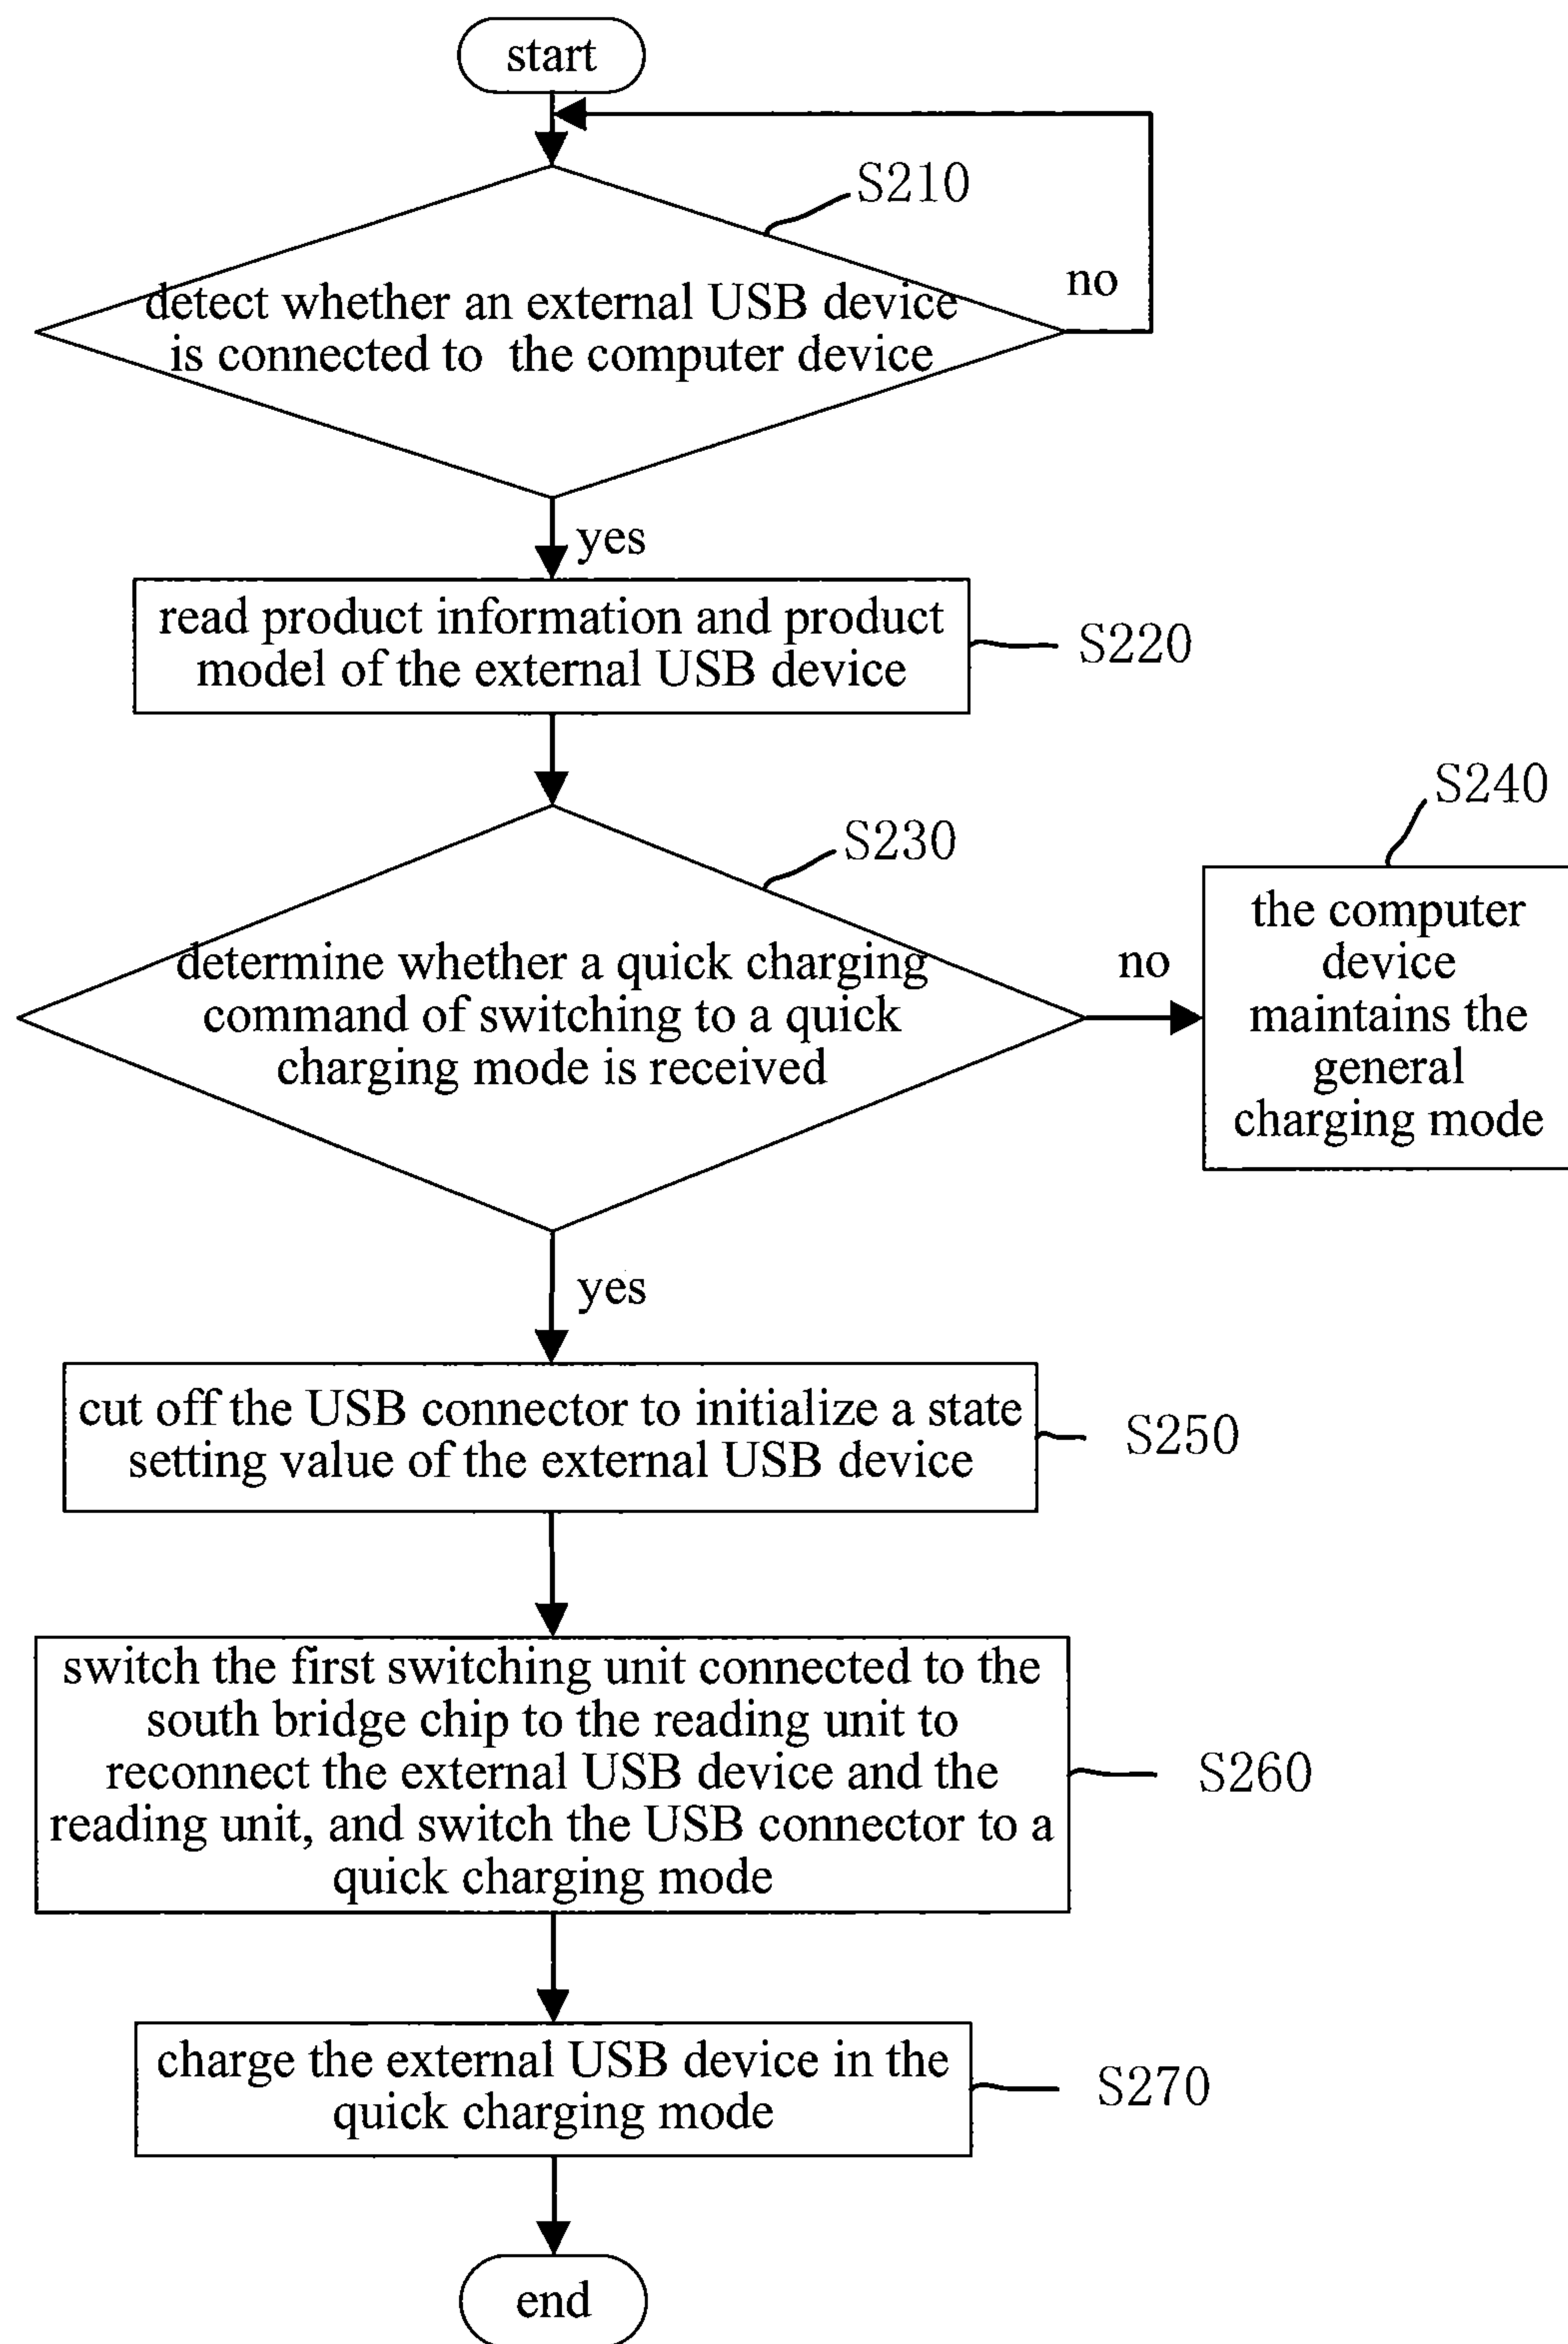 start
S210
detect whether an external USB device
is connected to the computer device
no
yes
read product information and product
model of the external USB device
S220
S230
determine whether a quick charging
command of switching to a quick
charging mode is received
no
S240
the computer
device
maintains the
general
charging mode
yes
cut off the USB connector to initialize a state
setting value of the external USB device
S250
switch the first switching unit connected to the
south bridge chip to the reading unit to
reconnect the external USB device and the
reading unit, and switch the USB connector to a
quick charging mode
S260
charge the external USB device in the
quick charging mode
S270
end